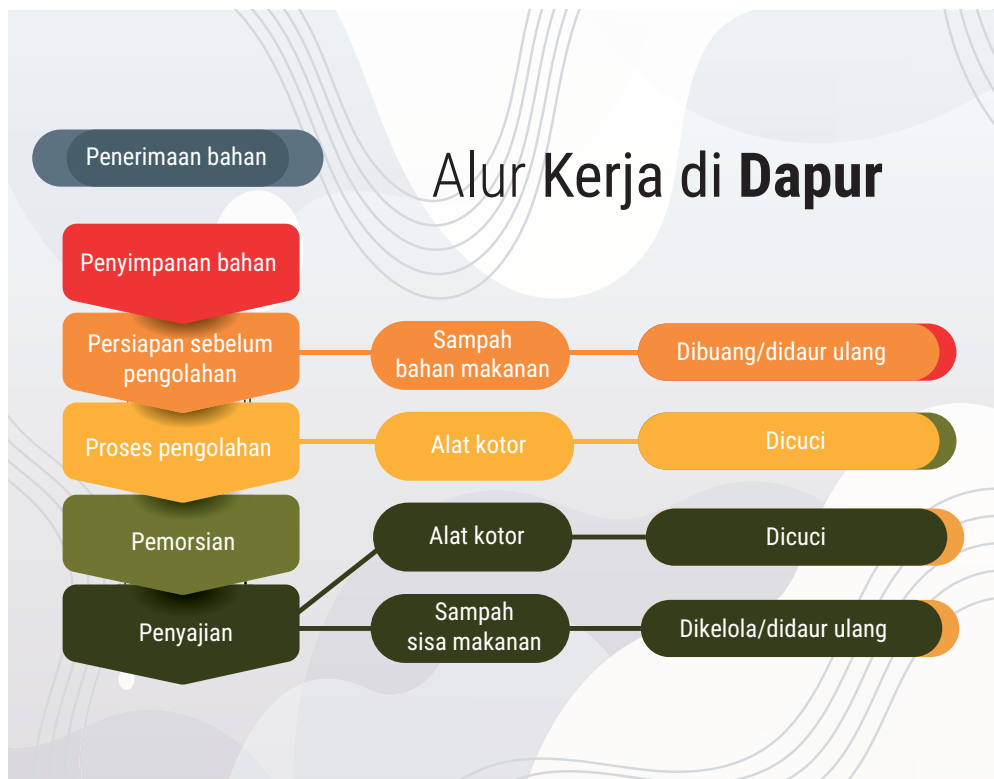 Penerimaan bahan
Alur Kerja di Dapur
Penyimpanan bahan
Persiapan sebelum
pengolahan
Sampah
bahan makanan
Dibuang/didaur ulang
Proses pengolahan
Alat kotor
Dicuci
Pemorsian
Alat kotor
Dicuci
Penyajian
Sampah
sisa makanan
Dikelola/didaur ulang